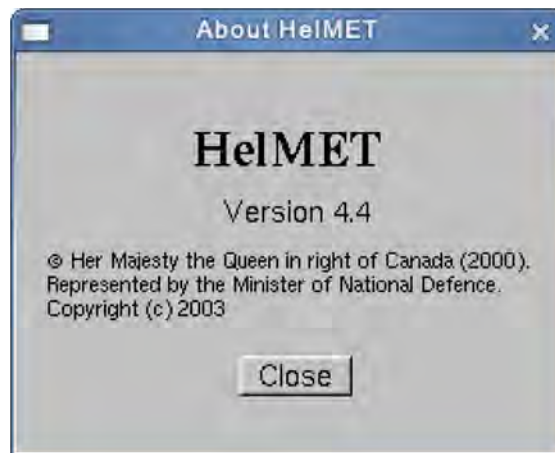 About HelMET
HelMET
Version 4.4
© Her Majesty the Queen in right of Canada (2000).
Represented by the Minister of National Defence.
Copyright (c) 2003
Close